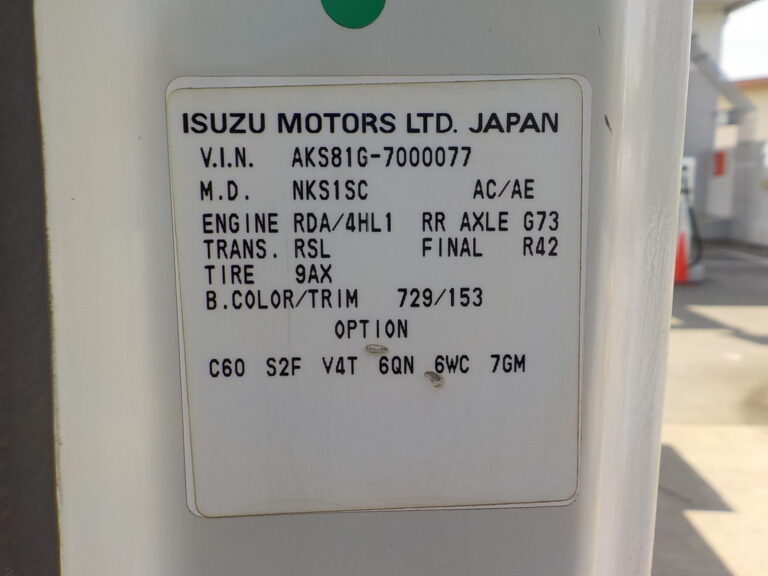 ISUZU MOTORS LTD. JAPAN
V.I.N. AKS81G-7000077
M.D. NKS1SC AC/AE
ENGINE RDA/4HL1 RR AXLE G73
TRANS. RSL FINAL R42
TIRE 9AX
B.COLOR/TRIM 729/153
OPTION
C60 S2F V4T 6QN 6WC 7GM